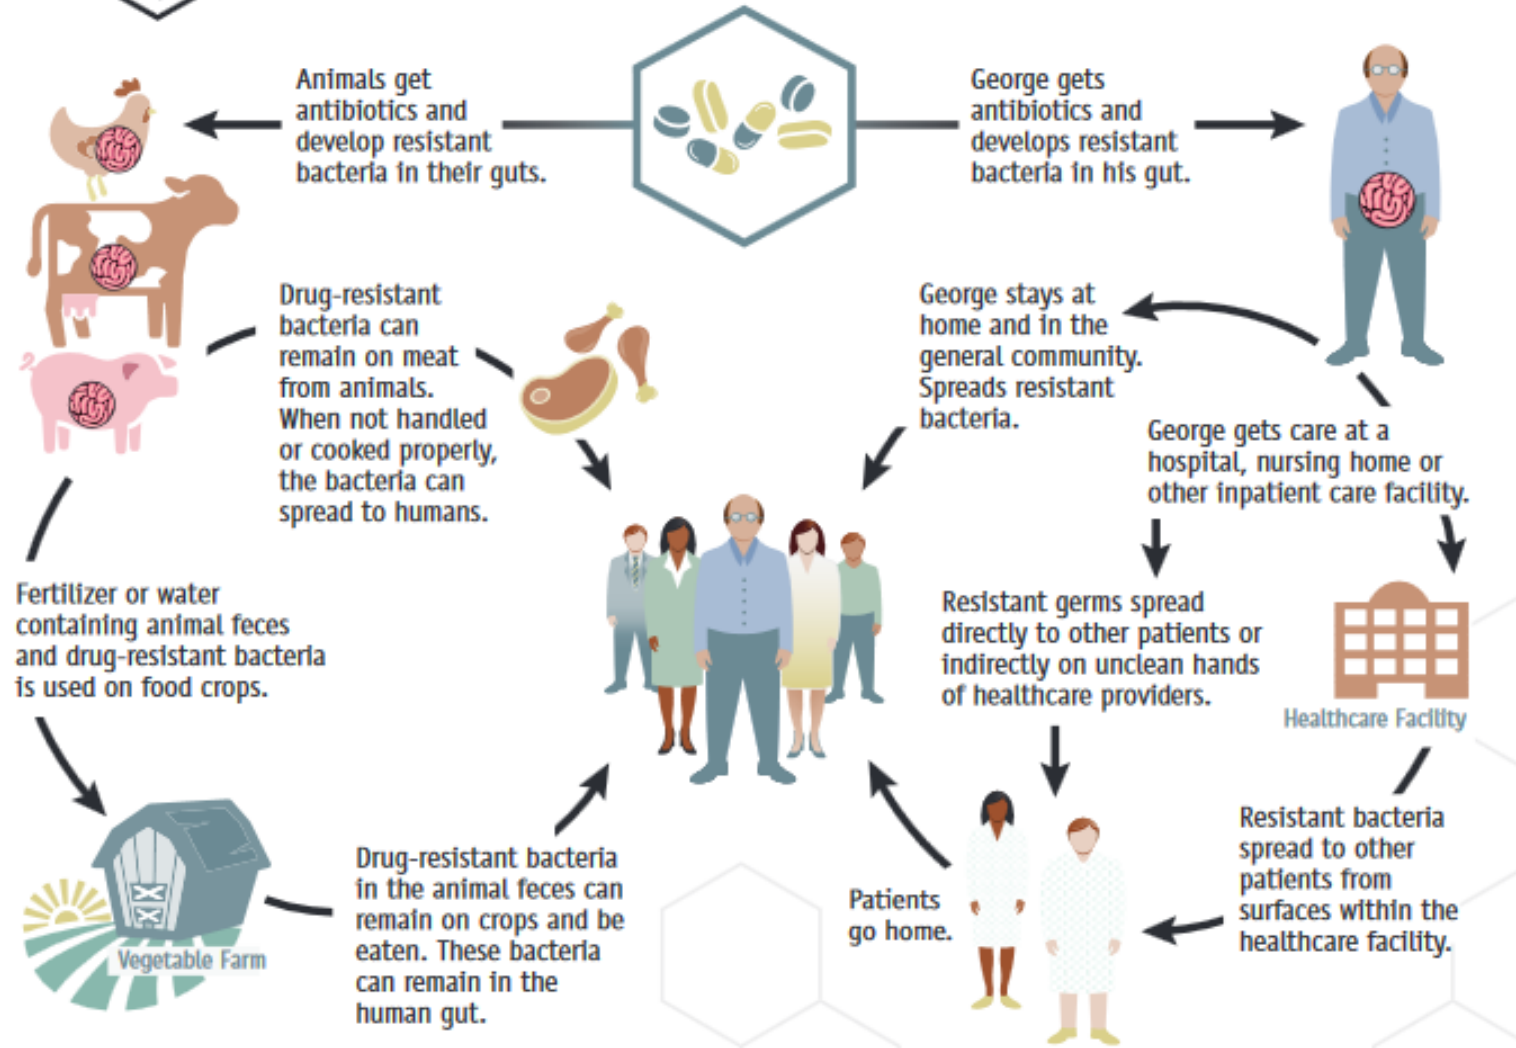 Animals get
antibiotics and
develop resistant
bacteria in their guts.
George gets
antibiotics and
develops resistant
bacteria in his gut.
Drug-resistant
bacteria can
remain on meat
from animals.
When not handled
or cooked properly,
the bacteria can
spread to humans.
George stays at
home and in the
general community.
Spreads resistant
bacteria.
George gets care at a
hospital, nursing home or
other inpatient care facility.
Fertilizer or water
containing animal feces
and drug-resistant bacteria
is used on food crops.
Resistant germs spread
directly to other patients or
indirectly on unclean hands
of healthcare providers.
Healthcare Facility
Vegetable Farm
Drug-resistant bacteria
in the animal feces can
remain on crops and be
eaten. These bacteria
can remain in the
human gut.
Patients
go home.
Resistant bacteria
spread to other
patients from
surfaces within the
healthcare facility.